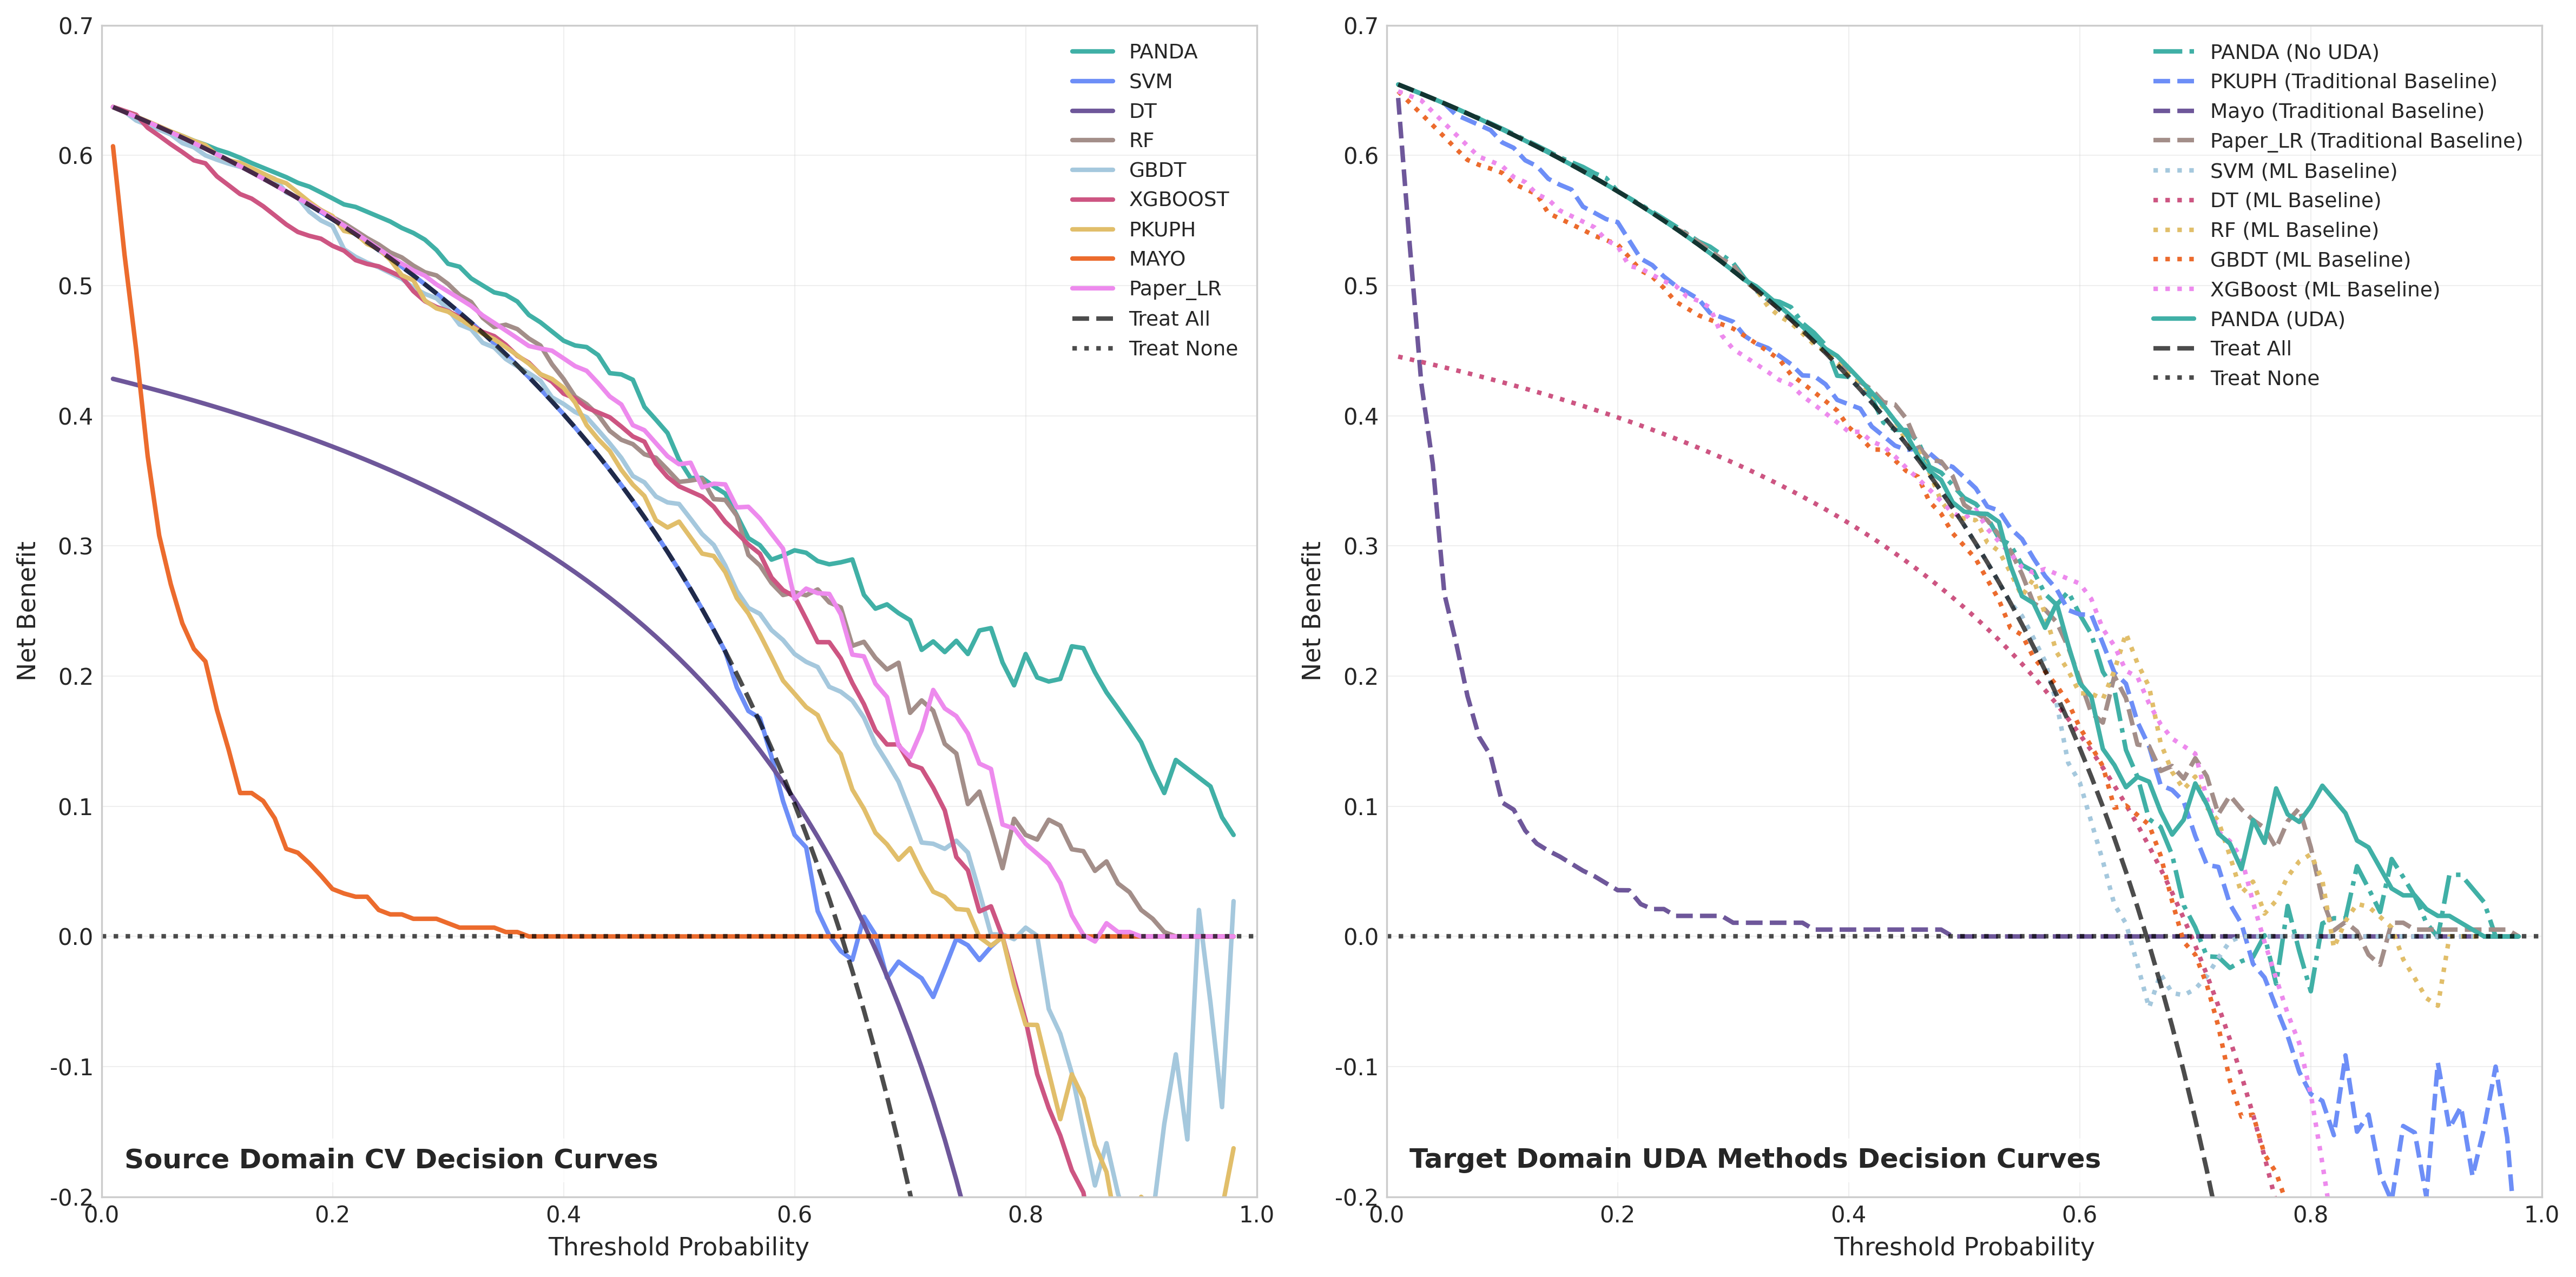 0.7
0.6
0.5
0.4
0.3
0.2
0.1
0.0
-0.1
-0.2
Net Benefit
PANDA
SVM
DT
RF
GBDT
XGBOOST
PKUPH
MAYO
Paper_LR
Treat All
Treat None
Source Domain CV Decision Curves
0.0 0.2 0.4 0.6 0.8 1.0
Threshold Probability
0.7
0.6
0.5
0.4
0.3
0.2
0.1
0.0
-0.1
-0.2
Net Benefit
PANDA (No UDA)
PKUPH (Traditional Baseline)
Mayo (Traditional Baseline)
Paper_LR (Traditional Baseline)
SVM (ML Baseline)
DT (ML Baseline)
RF (ML Baseline)
GBDT (ML Baseline)
XGBoost (ML Baseline)
PANDA (UDA)
Treat All
Treat None
Target Domain UDA Methods Decision Curves
0.0 0.2 0.4 0.6 0.8 1.0
Threshold Probability